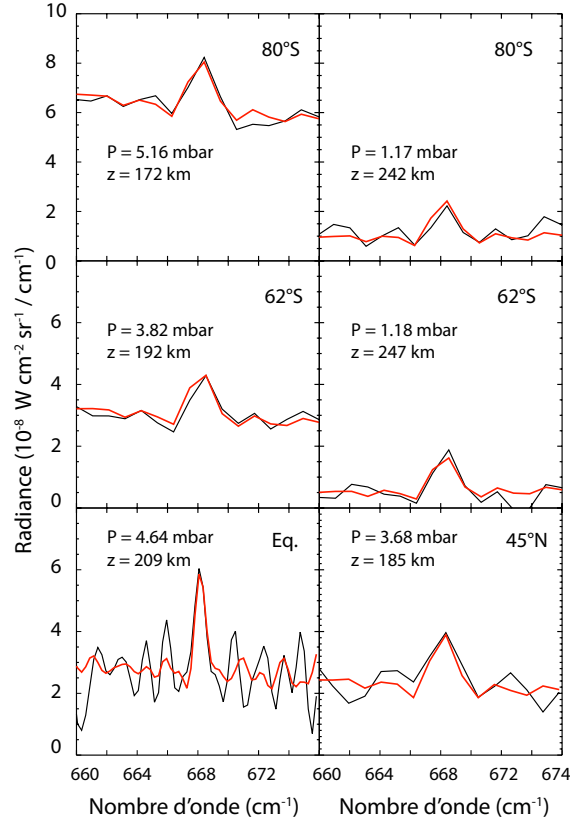 Radiance (10⁻⁸ W cm⁻² sr⁻¹ / cm⁻¹)
10
8
6
4
2
0
80°S
P = 5.16 mbar
z = 172 km
80°S
P = 1.17 mbar
z = 242 km
6
4
2
0
62°S
P = 3.82 mbar
z = 192 km
62°S
P = 1.18 mbar
z = 247 km
6
4
2
0
P = 4.64 mbar
z = 209 km
Eq.
P = 3.68 mbar
z = 185 km
45°N
660 664 668 672 660 664 668 672 674
Nombre d'onde (cm⁻¹) Nombre d'onde (cm⁻¹)